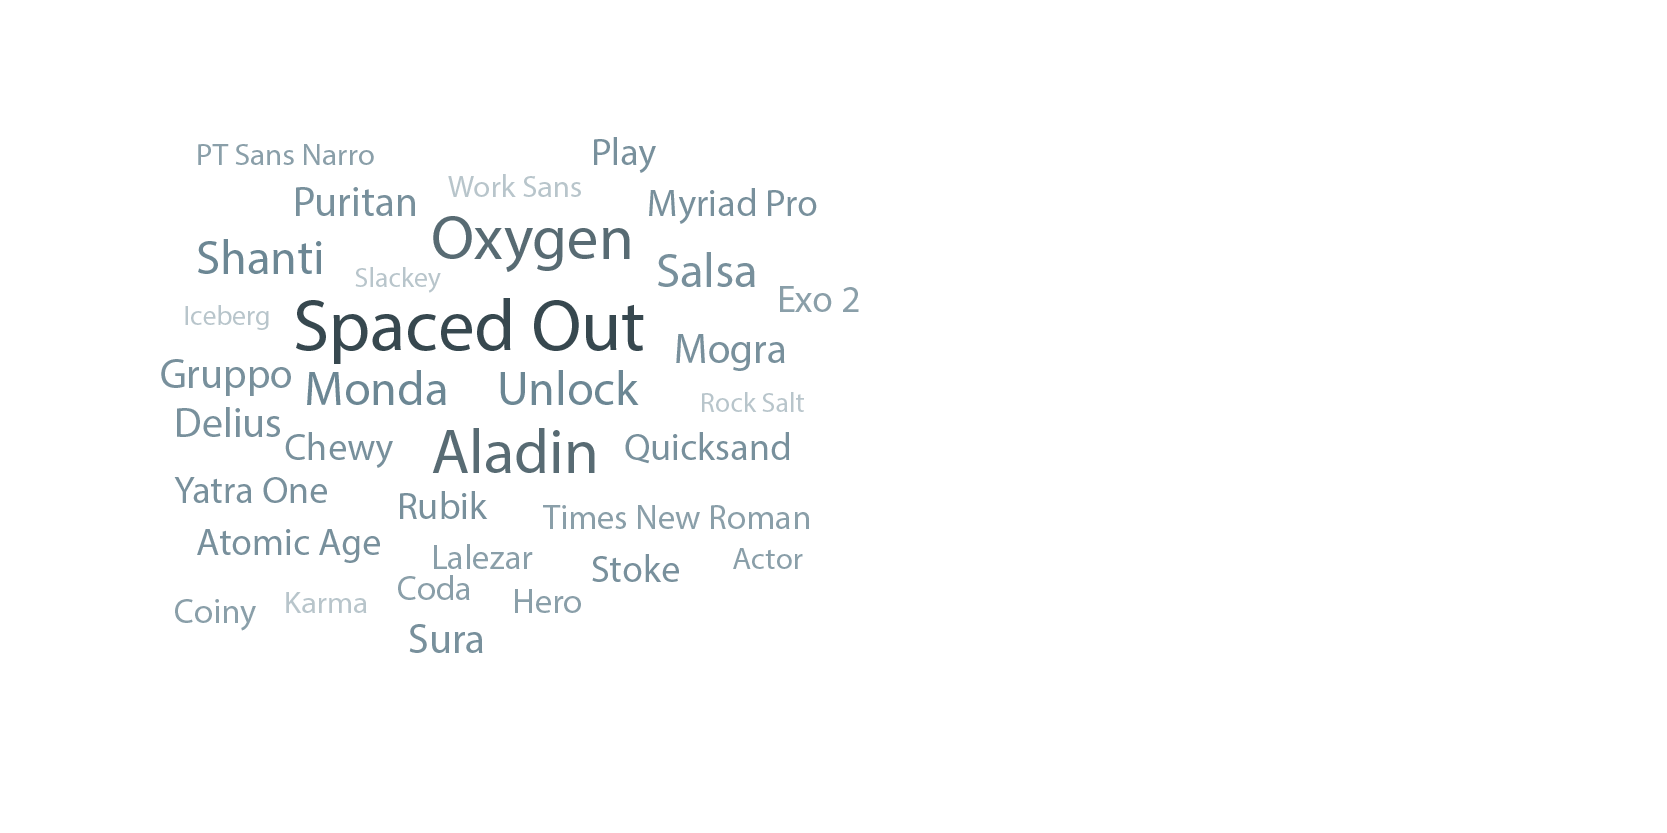 PT Sans Narro
Play
Work Sans
Puritan
Myriad Pro
Oxygen
Shanti
Salsa
Slackey
Exo 2
Iceberg
Spaced Out
Mogra
Gruppo
Monda
Unlock
Rock Salt
Delius
Chewy
Aladin
Quicksand
Yatra One
Rubik
Times New Roman
Atomic Age
Lalezar
Stoke
Actor
Coda
Hero
Karma
Coiny
Sura